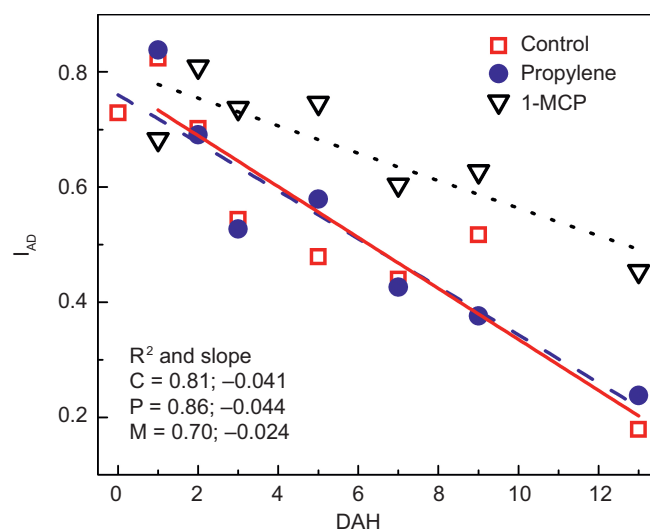 Control
Propylene
1-MCP
0.8
0.6
0.4
0.2
I_AD
R² and slope
C = 0.81; –0.041
P = 0.86; –0.044
M = 0.70; –0.024
0 2 4 6 8 10 12
DAH